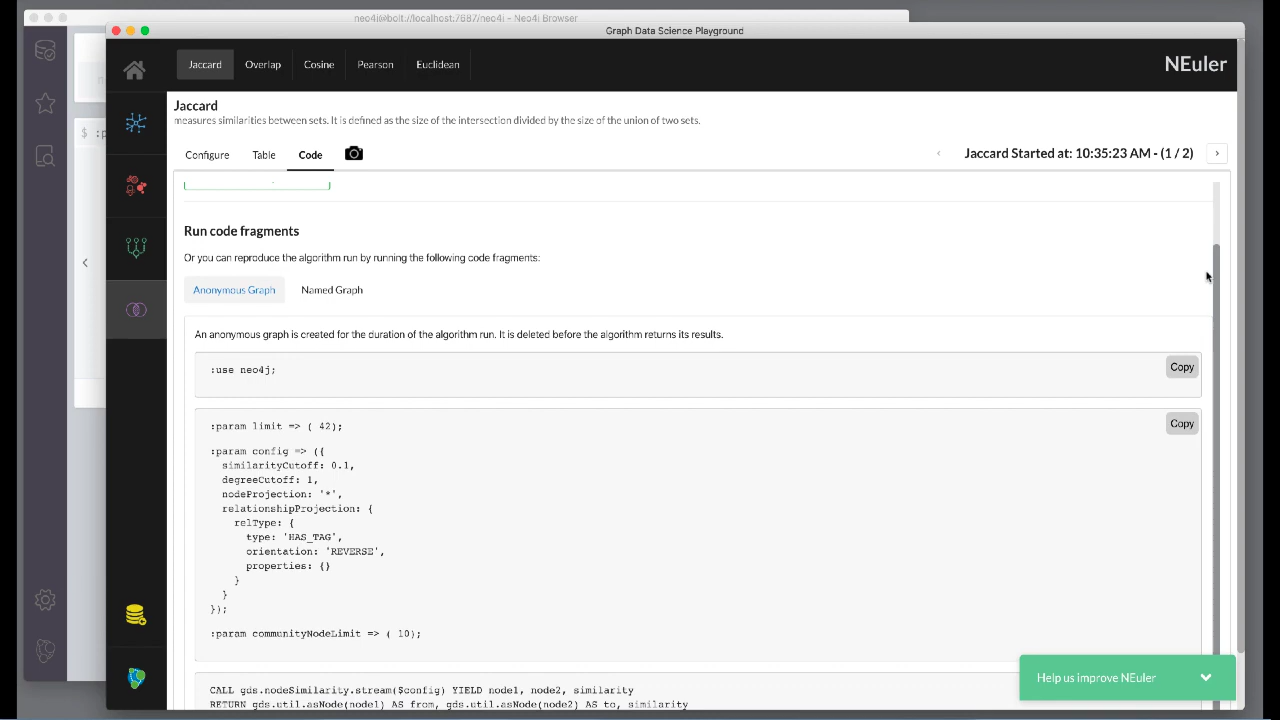 neo4j@bolt://localhost:7687/neo4j - Neo4j Browser
Graph Data Science Playground
Jaccard
Overlap
Cosine
Pearson
Euclidean
NEuler
$ :p
Jaccard
measures similarities between sets. It is defined as the size of the intersection divided by the size of the union of two sets.
Configure
Table
Code
Jaccard Started at: 10:35:23 AM - (1 / 2)
Run code fragments
Or you can reproduce the algorithm run by running the following code fragments:
Anonymous Graph
Named Graph
An anonymous graph is created for the duration of the algorithm run. It is deleted before the algorithm returns its results.
:use neo4j;
Copy
:param limit => ( 42);
Copy
:param config => ({
similarityCutoff: 0.1,
degreeCutoff: 1,
nodeProjection: '*',
relationshipProjection: {
relType: {
type: 'HAS_TAG',
orientation: 'REVERSE',
properties: {}
}
}
});
:param communityNodeLimit => ( 10);
CALL gds.nodeSimilarity.stream($config) YIELD node1, node2, similarity
RETURN gds.util.asNode(node1) AS from, gds.util.asNode(node2) AS to, similarity
Help us improve NEuler